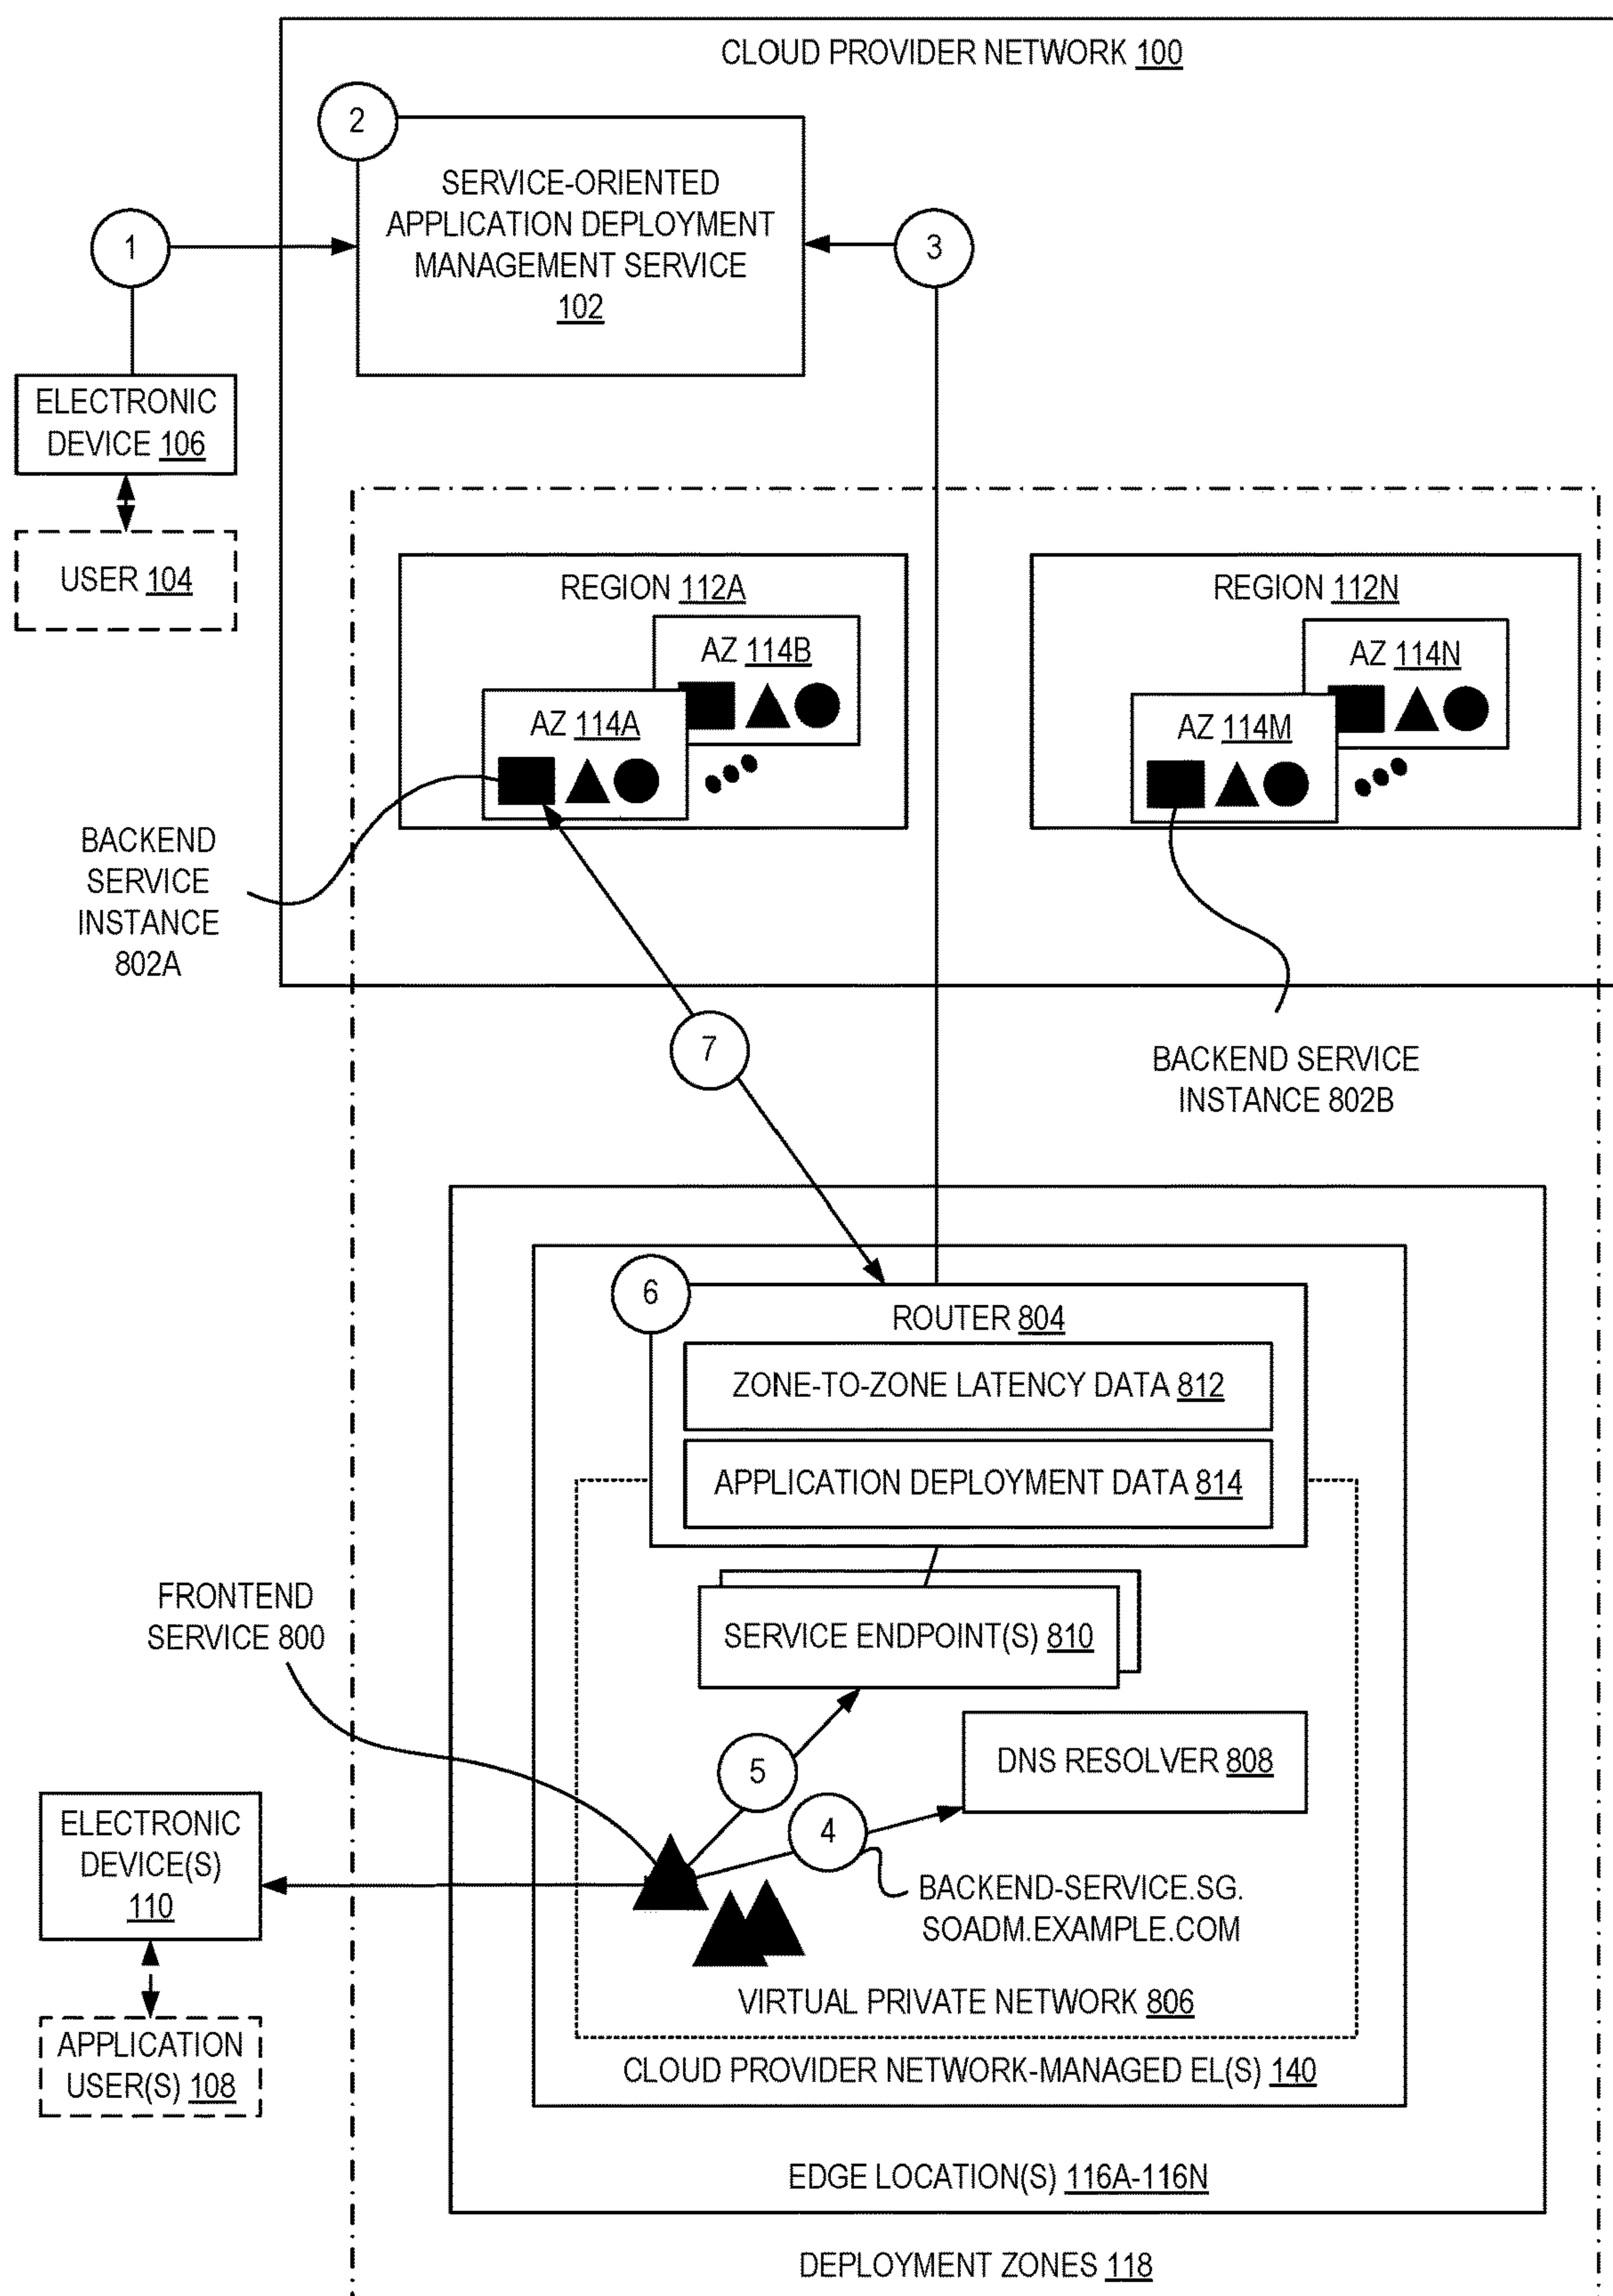 CLOUD PROVIDER NETWORK 100
2
SERVICE-ORIENTED
APPLICATION DEPLOYMENT
MANAGEMENT SERVICE
102
1
3
ELECTRONIC
DEVICE 106
USER 104
REGION 112A
AZ 114B
AZ 114A
REGION 112N
AZ 114N
AZ 114M
BACKEND
SERVICE
INSTANCE
802A
7
BACKEND SERVICE
INSTANCE 802B
6
ROUTER 804
ZONE-TO-ZONE LATENCY DATA 812
APPLICATION DEPLOYMENT DATA 814
FRONTEND
SERVICE 800
SERVICE ENDPOINT(S) 810
5
DNS RESOLVER 808
4
ELECTRONIC
DEVICE(S)
110
BACKEND-SERVICE.SG.
SOADM.EXAMPLE.COM
VIRTUAL PRIVATE NETWORK 806
APPLICATION
USER(S) 108
CLOUD PROVIDER NETWORK-MANAGED EL(S) 140
EDGE LOCATION(S) 116A-116N
DEPLOYMENT ZONES 118